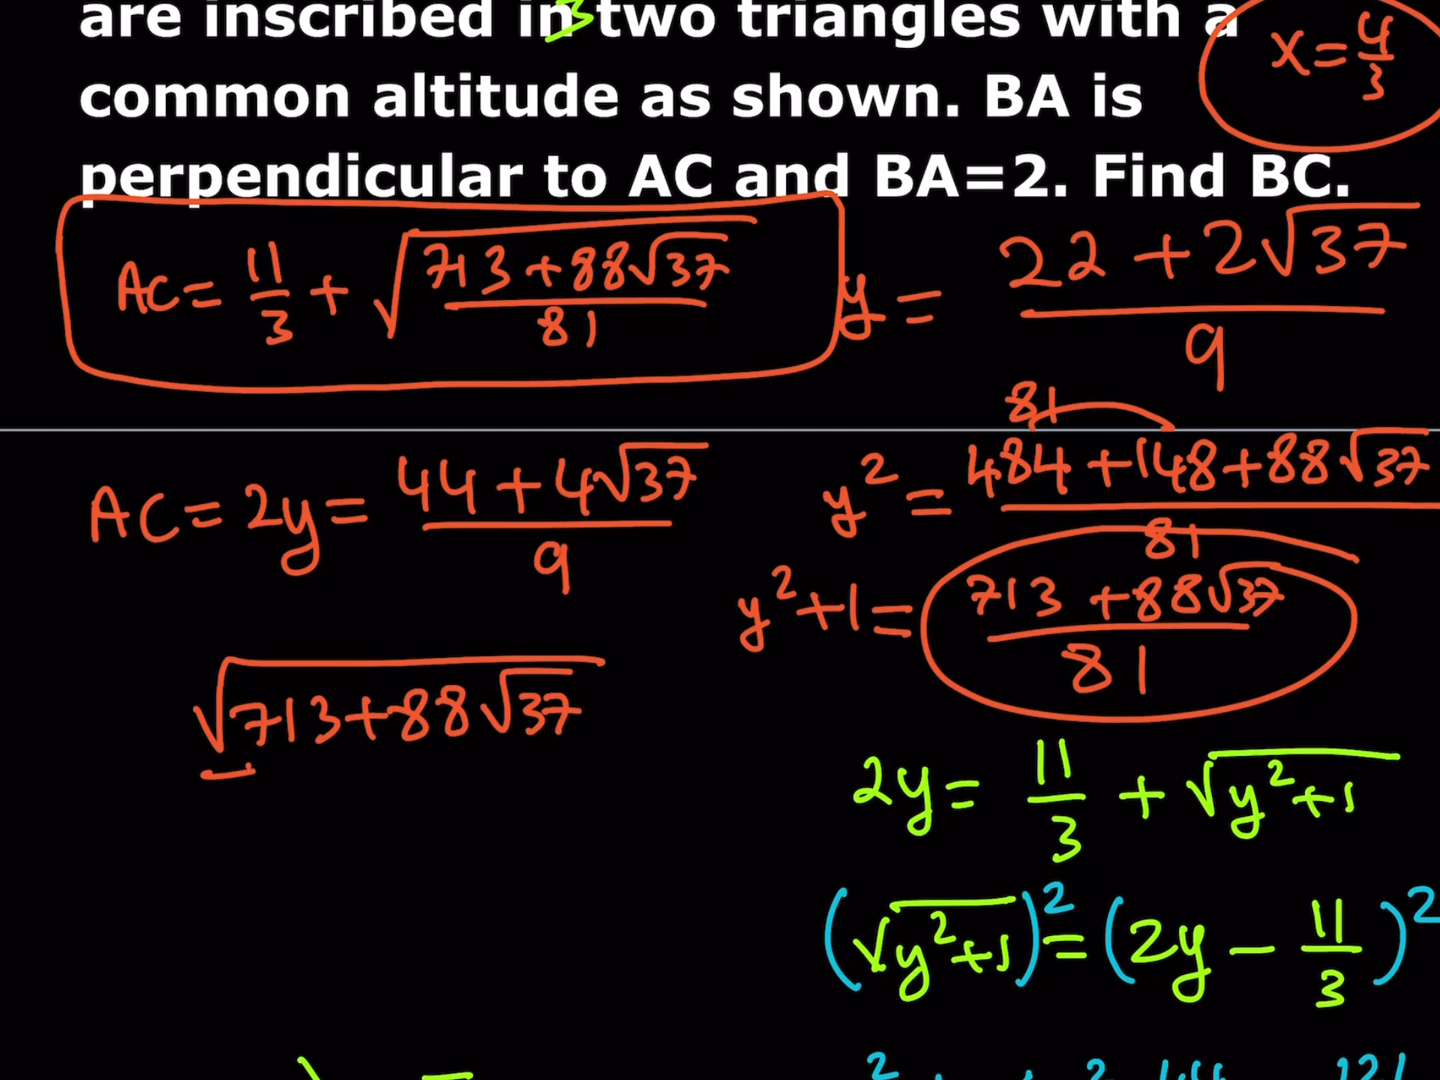 are inscribed in two triangles with a
3
x = 4/3
common altitude as shown. BA is
perpendicular to AC and BA=2. Find BC.
AC = 11/3 + √((713+88√37)/81)
y = (22 + 2√37)/9
81
AC = 2y = (44 + 4√37)/9
y² = (484 + 148 + 88√37)/81
y² + 1 = (713 + 88√37)/81
√(713+88√37)
2y = 11/3 + √(y²+1)
(√(y²+1))² = (2y − 11/3)²